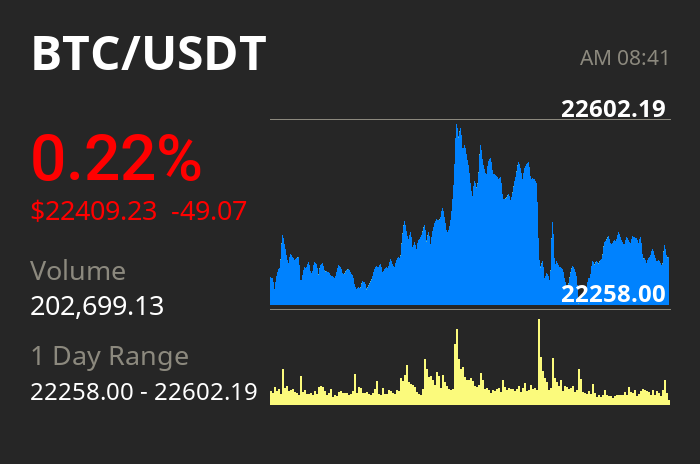 BTC/USDT
AM 08:41
22602.19
0.22%
$22409.23 -49.07
Volume
202,699.13
22258.00
1 Day Range
22258.00 - 22602.19